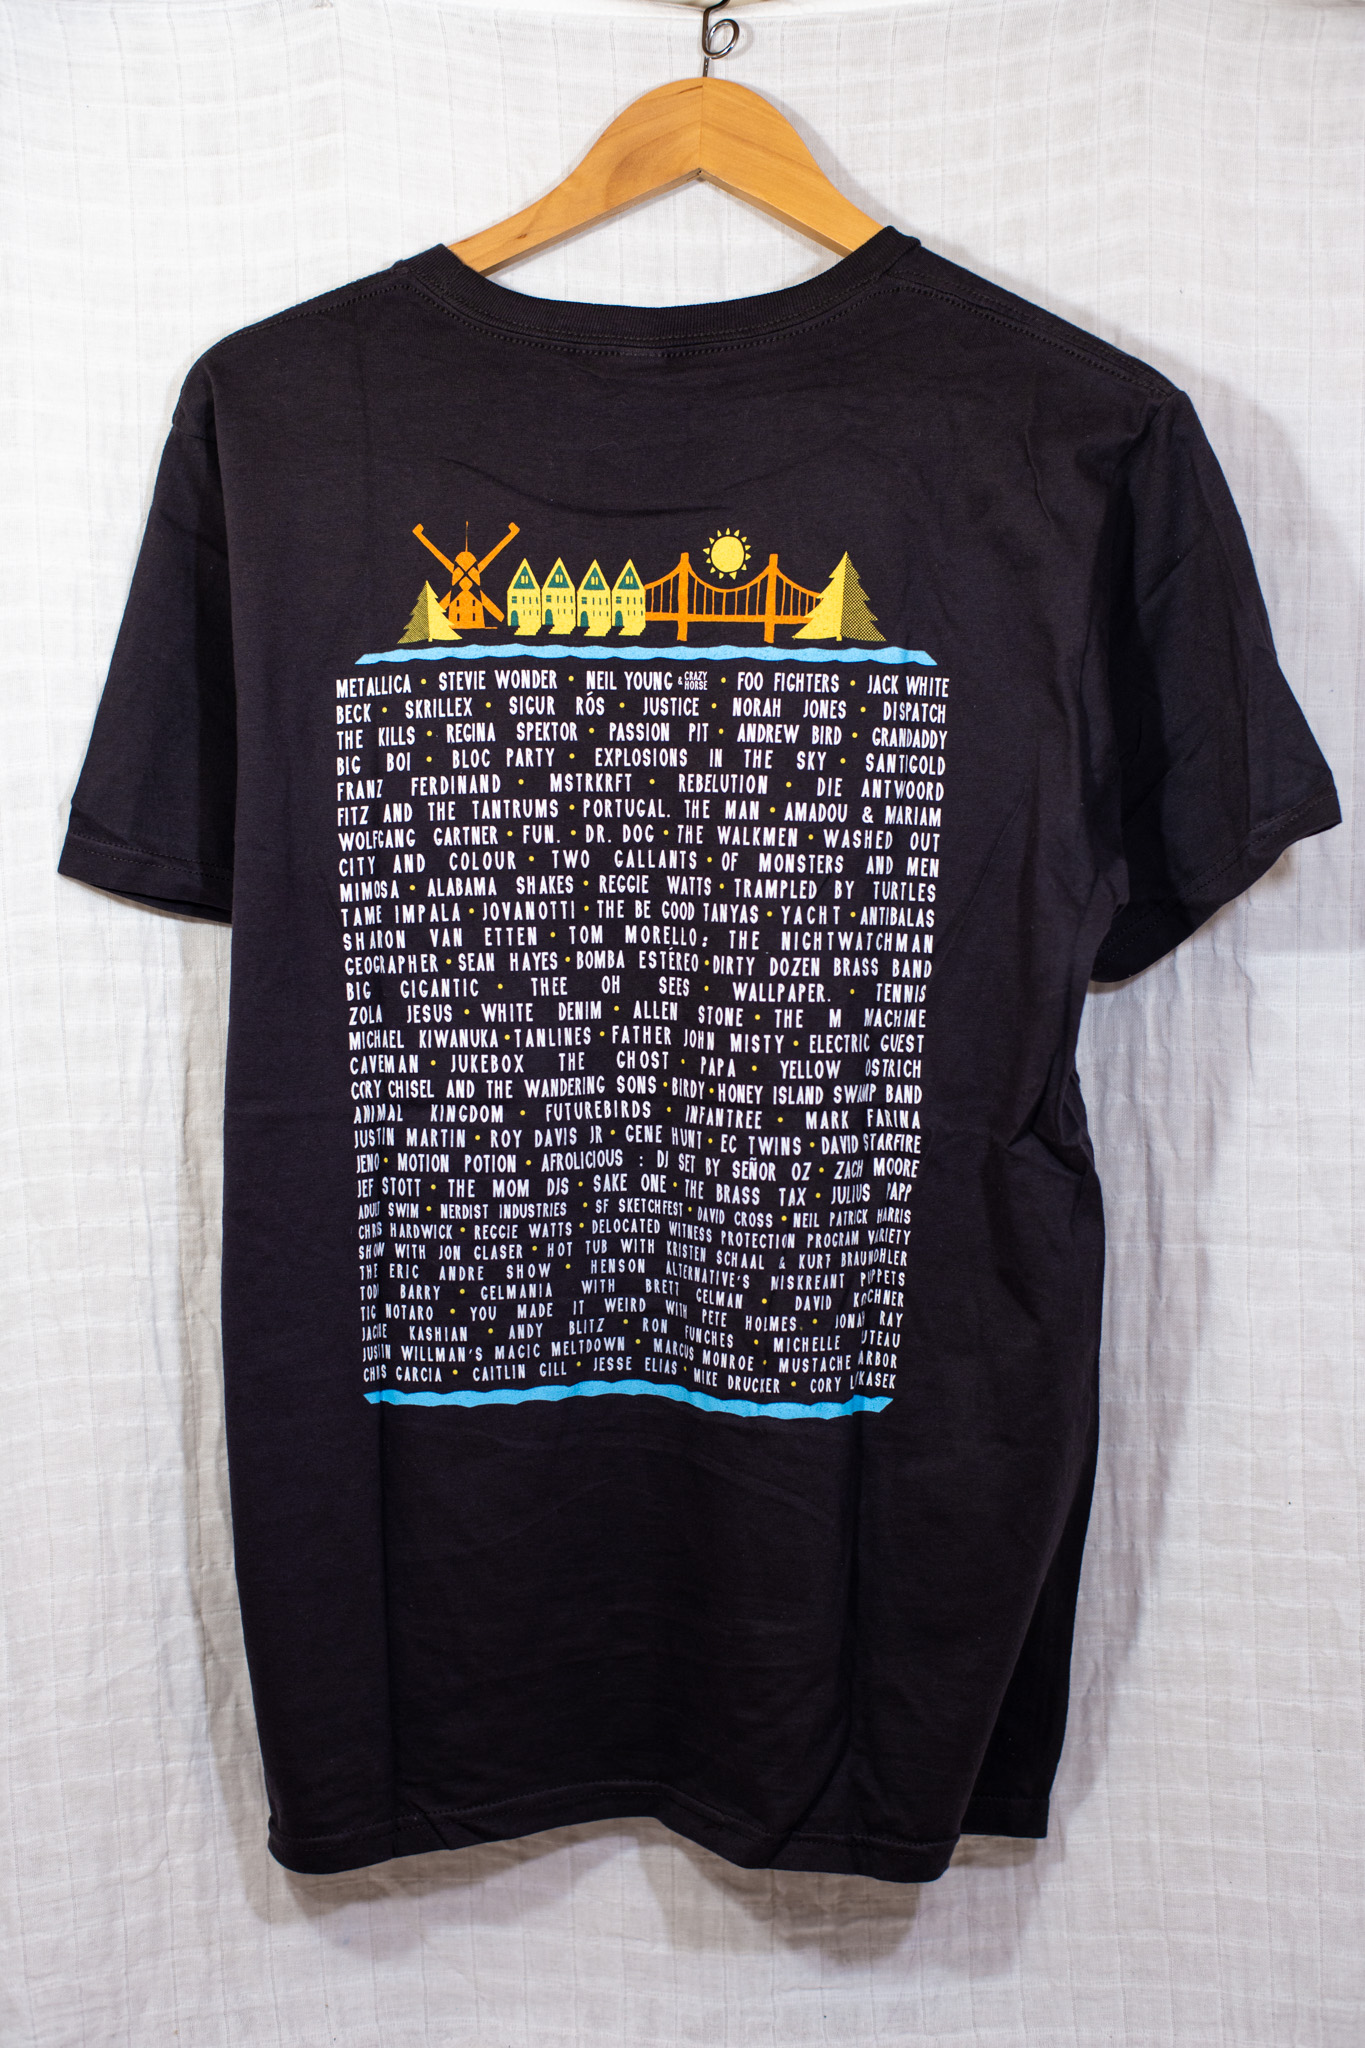 METALLICA • STEVIE WONDER • NEIL YOUNG & CRAZY HORSE • FOO FIGHTERS • JACK WHITE
BECK • SKRILLEX • SIGUR RÓS • JUSTICE • NORAH JONES • DISPATCH
THE KILLS • REGINA SPEKTOR • PASSION PIT • ANDREW BIRD • GRANDADDY
BIG BOI • BLOC PARTY • EXPLOSIONS IN THE SKY • SANTIGOLD
FRANZ FERDINAND • MSTRKRFT • REBELUTION • DIE ANTWOORD
FITZ AND THE TANTRUMS • PORTUGAL. THE MAN • AMADOU & MARIAM
WOLFGANG GARTNER • FUN. • DR. DOG • THE WALKMEN • WASHED OUT
CITY AND COLOUR • TWO GALLANTS • OF MONSTERS AND MEN
MIMOSA • ALABAMA SHAKES • REGGIE WATTS • TRAMPLED BY TURTLES
TAME IMPALA • JOVANOTTI • THE BE GOOD TANYAS • YACHT • ANTIBALAS
SHARON VAN ETTEN • TOM MORELLO: THE NIGHTWATCHMAN
GEOGRAPHER • SEAN HAYES • BOMBA ESTEREO • DIRTY DOZEN BRASS BAND
BIG GIGANTIC • THEE OH SEES • WALLPAPER. • TENNIS
ZOLA JESUS • WHITE DENIM • ALLEN STONE • THE M MACHINE
MICHAEL KIWANUKA • TANLINES • FATHER JOHN MISTY • ELECTRIC GUEST
CAVEMAN • JUKEBOX THE GHOST • PAPA • YELLOW OSTRICH
CORY CHISEL AND THE WANDERING SONS • BIRDY • HONEY ISLAND SWAMP BAND
ANIMAL KINGDOM • FUTUREBIRDS • INFANTREE • MARK FARINA
JUSTIN MARTIN • ROY DAVIS JR • GENE HUNT • EC TWINS • DAVID STARFIRE
JENO • MOTION POTION • AFROLICIOUS : DJ SET BY SEÑOR OZ • ZACH MOORE
JEF STOTT • THE MOM DJS • SAKE ONE • THE BRASS TAX • JULIUS PAPP
ADULT SWIM • NERDIST INDUSTRIES • SF SKETCHFEST • DAVID CROSS • NEIL PATRICK HARRIS
CHRIS HARDWICK • REGGIE WATTS • DELOCATED WITNESS PROTECTION PROGRAM VARIETY
SHOW WITH JON GLASER • HOT TUB WITH KRISTEN SCHAAL & KURT BRAUNOHLER
THE ERIC ANDRE SHOW • HENSON ALTERNATIVE'S MISKREANT PUPPETS
TODD BARRY • GELMANIA WITH BRETT GELMAN • DAVID KOECHNER
TIG NOTARO • YOU MADE IT WEIRD WITH PETE HOLMES • JONAH RAY
JACKIE KASHIAN • ANDY BLITZ • RON FUNCHES • MICHELLE BUTEAU
JUSTIN WILLMAN'S MAGIC MELTDOWN • MARCUS MONROE • MUSTACHE HARBOR
CHRIS GARCIA • CAITLIN GILL • JESSE ELIAS • MIKE DRUCKER • CORY LUKASEK